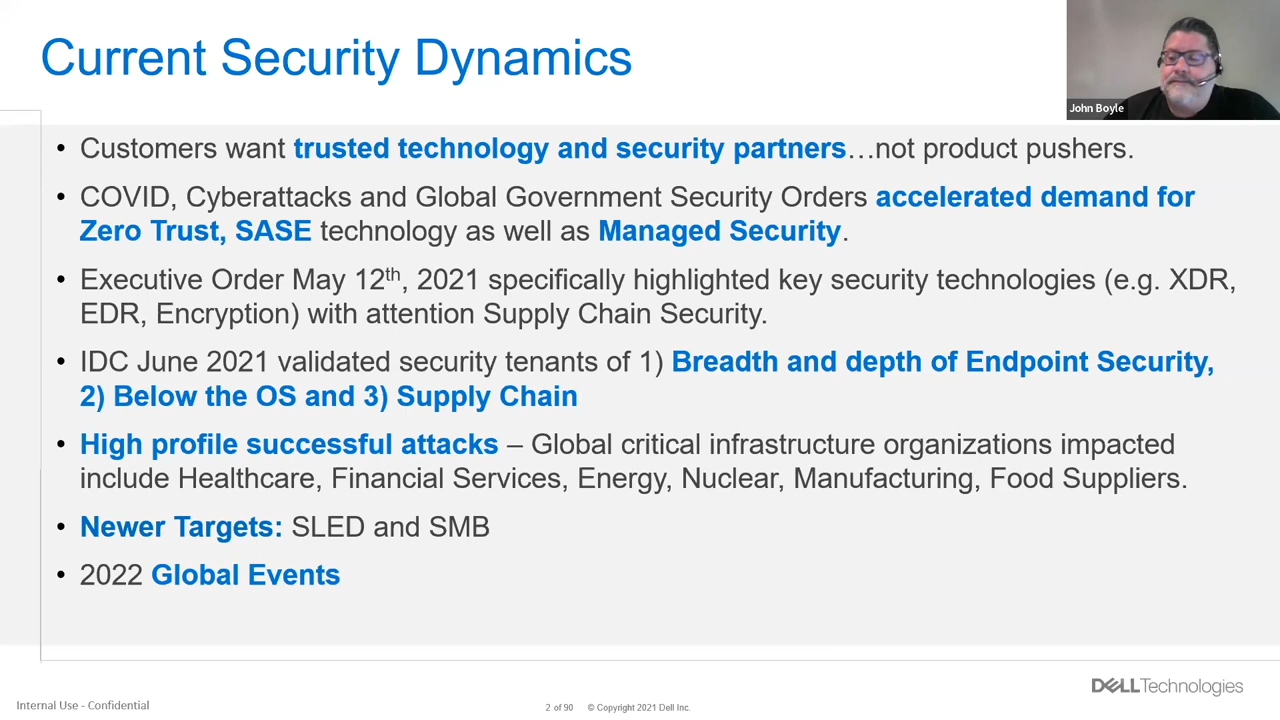 Current Security Dynamics
John Boyle
• Customers want trusted technology and security partners…not product pushers.
• COVID, Cyberattacks and Global Government Security Orders accelerated demand for
Zero Trust, SASE technology as well as Managed Security.
• Executive Order May 12th, 2021 specifically highlighted key security technologies (e.g. XDR,
EDR, Encryption) with attention Supply Chain Security.
• IDC June 2021 validated security tenants of 1) Breadth and depth of Endpoint Security,
2) Below the OS and 3) Supply Chain
• High profile successful attacks – Global critical infrastructure organizations impacted
include Healthcare, Financial Services, Energy, Nuclear, Manufacturing, Food Suppliers.
• Newer Targets: SLED and SMB
• 2022 Global Events
DELLTechnologies
Internal Use - Confidential
2 of 90
© Copyright 2021 Dell Inc.